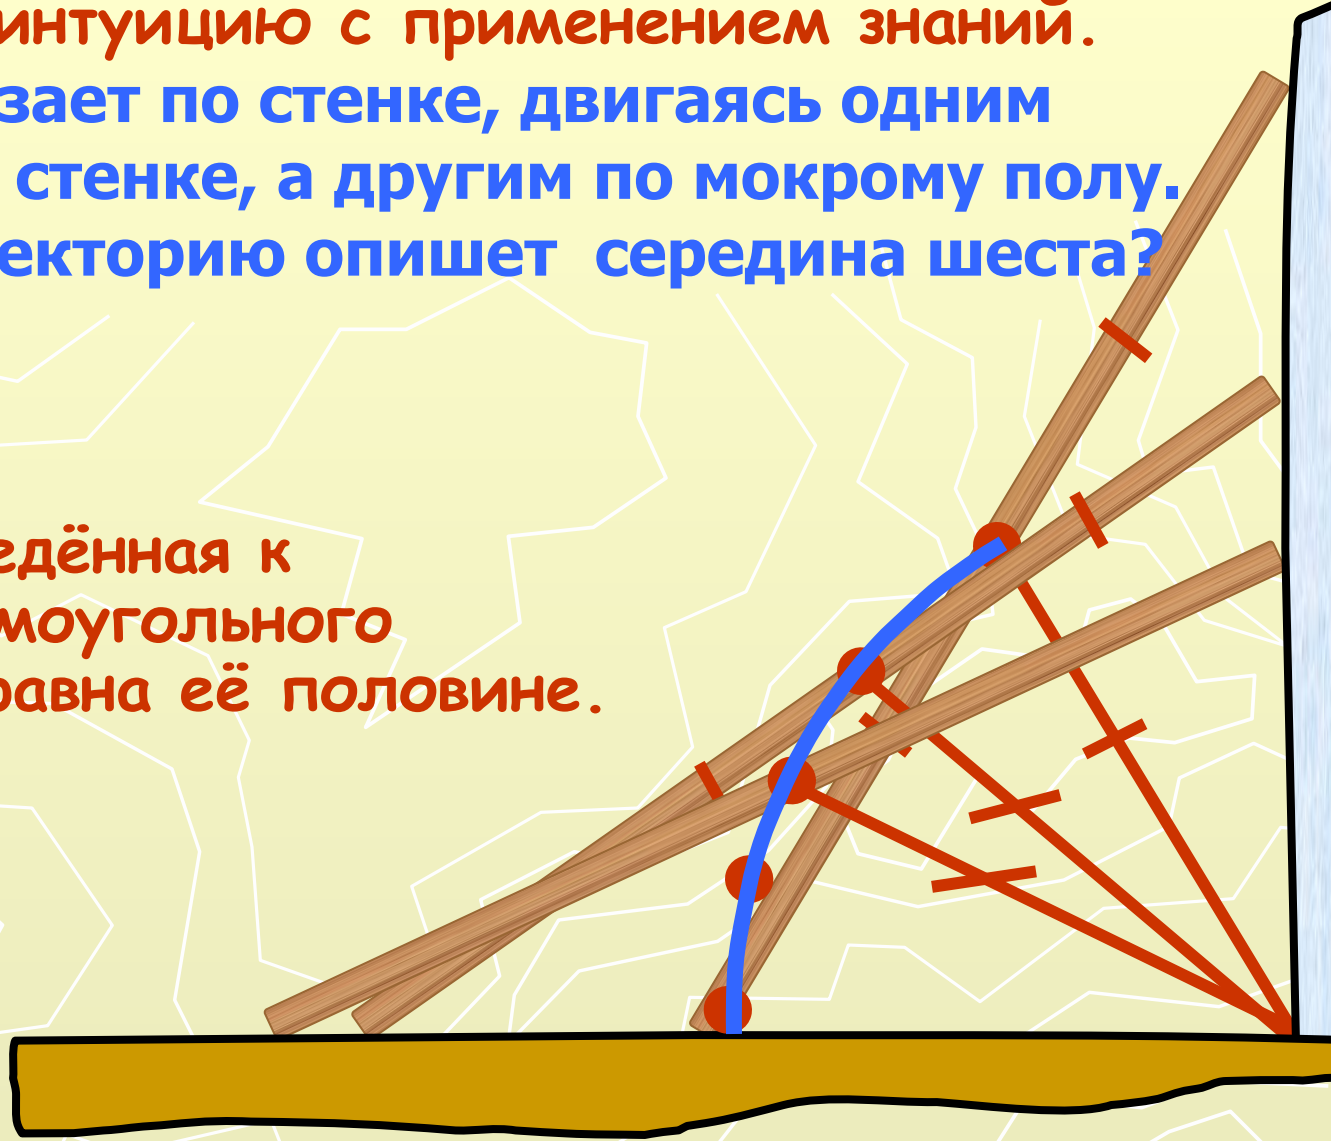 интуицию с применением знаний.
зает по стенке, двигаясь одним
стенке, а другим по мокрому полу.
екторию опишет середина шеста?
едённая к
моугольного
равна её половине.